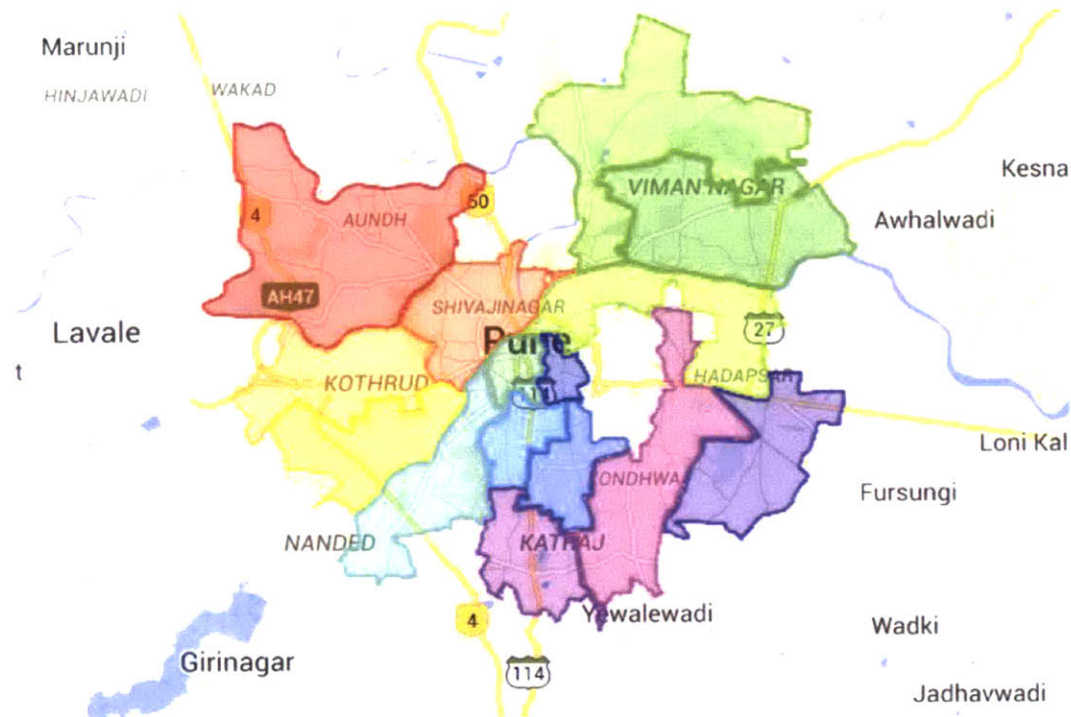 Marunji
HINJAWADI
WAKAD
Kesna
VIMAN NAGAR
50
4
AUNDH
Awhalwadi
AH47
SHIVAJINAGAR
Lavale
Pune
27
t
KOTHRUD
HADAPSAR
Loni Kal
ONDHWA
Fursungi
NANDED
KATRAJ
4
Yewalewadi
Wadki
Girinagar
114
Jadhavwadi